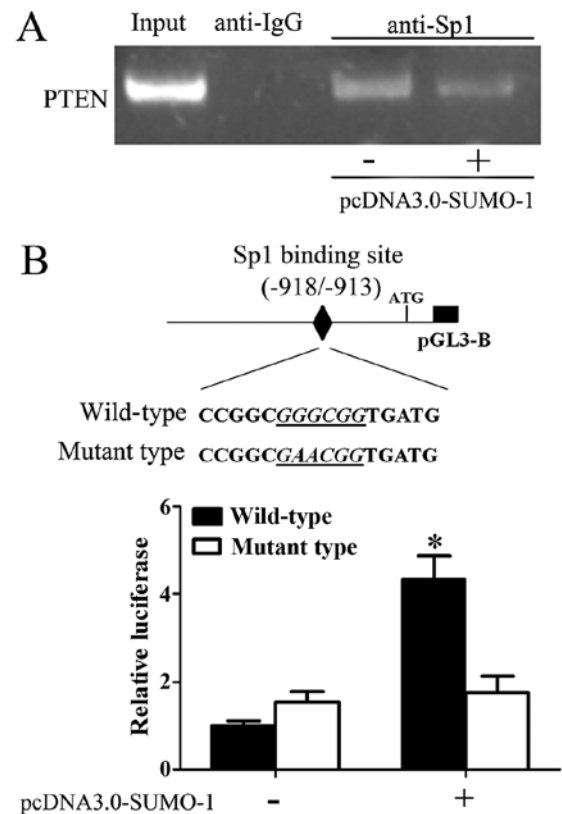 A
Input anti-IgG anti-Sp1
PTEN
- +
pcDNA3.0-SUMO-1
B
Sp1 binding site
(-918/-913)
ATG
pGL3-B
Wild-type CCGGCGGGCGGTGATG
Mutant type CCGGCGAACGGTGATG
6
4
2
0
Relative luciferase
Wild-type
Mutant type
*
pcDNA3.0-SUMO-1 - +